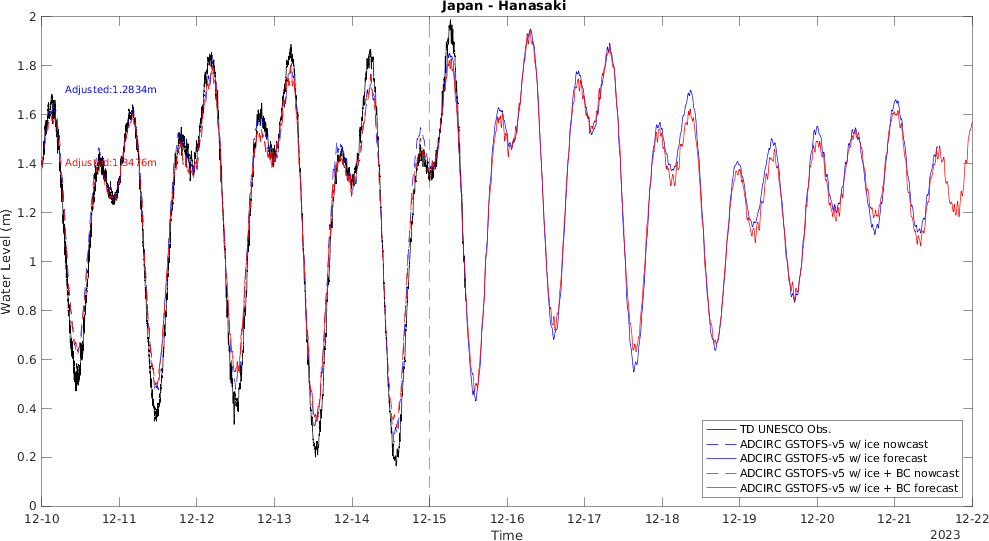 Japan - Hanasaki
2
1.8
1.6
1.4
1.2
1
0.8
0.6
0.4
0.2
0
Water Level (m)
Adjusted:1.2834m
Adjusted:1.3476m
TD UNESCO Obs.
ADCIRC GSTOFS-v5 w/ ice nowcast
ADCIRC GSTOFS-v5 w/ ice forecast
ADCIRC GSTOFS-v5 w/ ice + BC nowcast
ADCIRC GSTOFS-v5 w/ ice + BC forecast
12-10 12-11 12-12 12-13 12-14 12-15 12-16 12-17 12-18 12-19 12-20 12-21 12-22
Time
2023